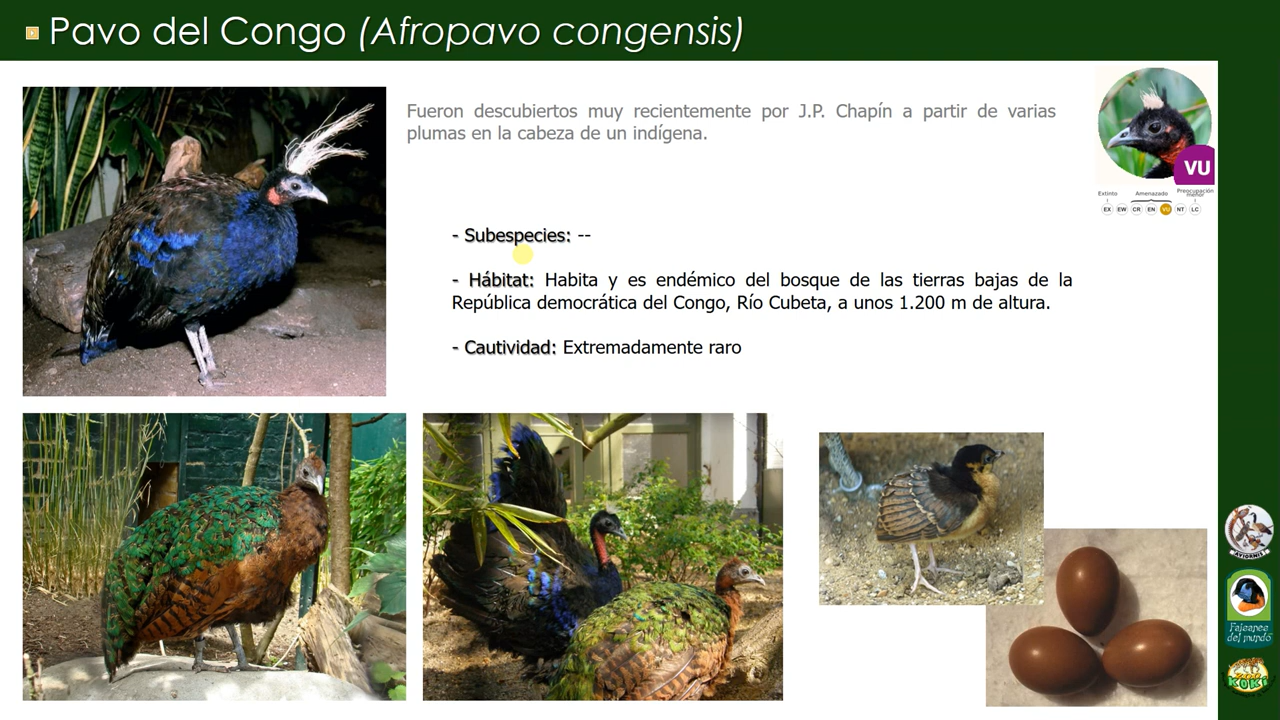 Pavo del Congo (Afropavo congensis)
Fueron descubiertos muy recientemente por J.P. Chapín a partir de varias
plumas en la cabeza de un indígena.
VU
Extinto
Amenazado
Preocupación
menor
EX EW CR EN VU NT LC
- Subespecies: --
- Hábitat: Habita y es endémico del bosque de las tierras bajas de la
República democrática del Congo, Río Cubeta, a unos 1.200 m de altura.
- Cautividad: Extremadamente raro
AVIORNIS
Faisanes
del mundo
KOKI